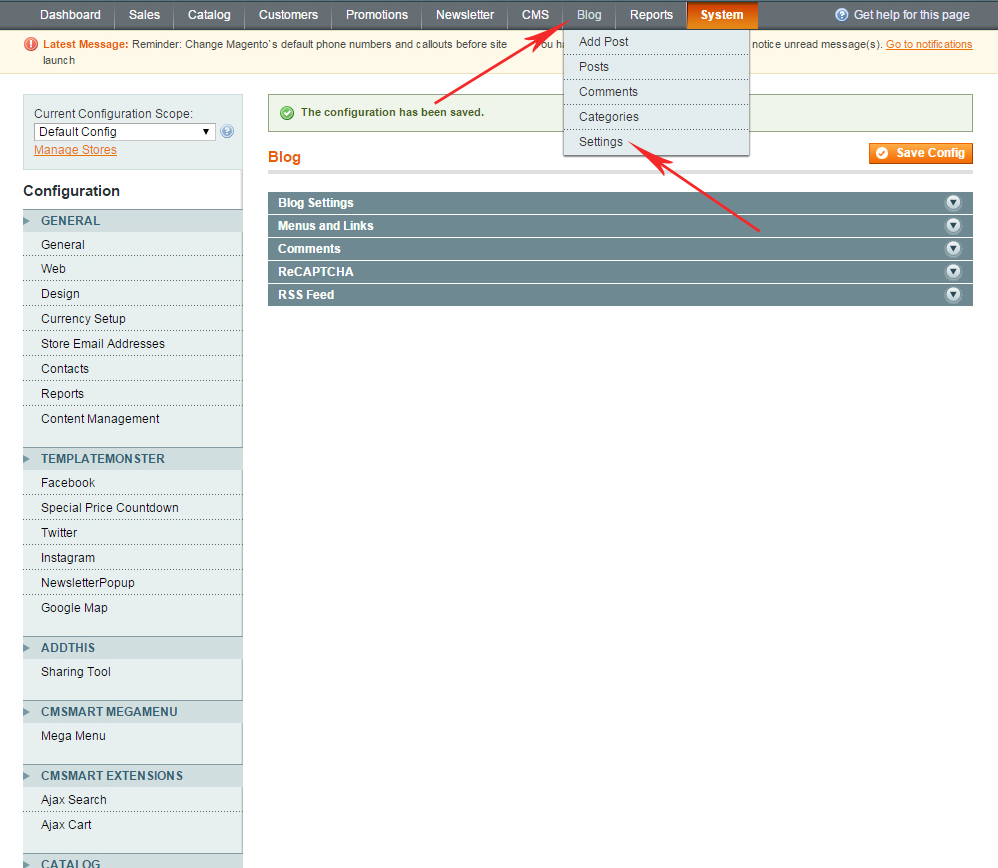 Dashboard Sales Catalog Customers Promotions Newsletter CMS Blog Reports System Get help for this page
Latest Message: Reminder: Change Magento`s default phone numbers and callouts before site launch
notice unread message(s). Go to notifications
Add Post
Posts
Comments
Categories
Settings
Current Configuration Scope:
Default Config
Manage Stores
The configuration has been saved.
Blog
Save Config
Blog Settings
Menus and Links
Comments
ReCAPTCHA
RSS Feed
Configuration
GENERAL
General
Web
Design
Currency Setup
Store Email Addresses
Contacts
Reports
Content Management
TEMPLATEMONSTER
Facebook
Special Price Countdown
Twitter
Instagram
NewsletterPopup
Google Map
ADDTHIS
Sharing Tool
CMSMART MEGAMENU
Mega Menu
CMSMART EXTENSIONS
Ajax Search
Ajax Cart
CATALOG